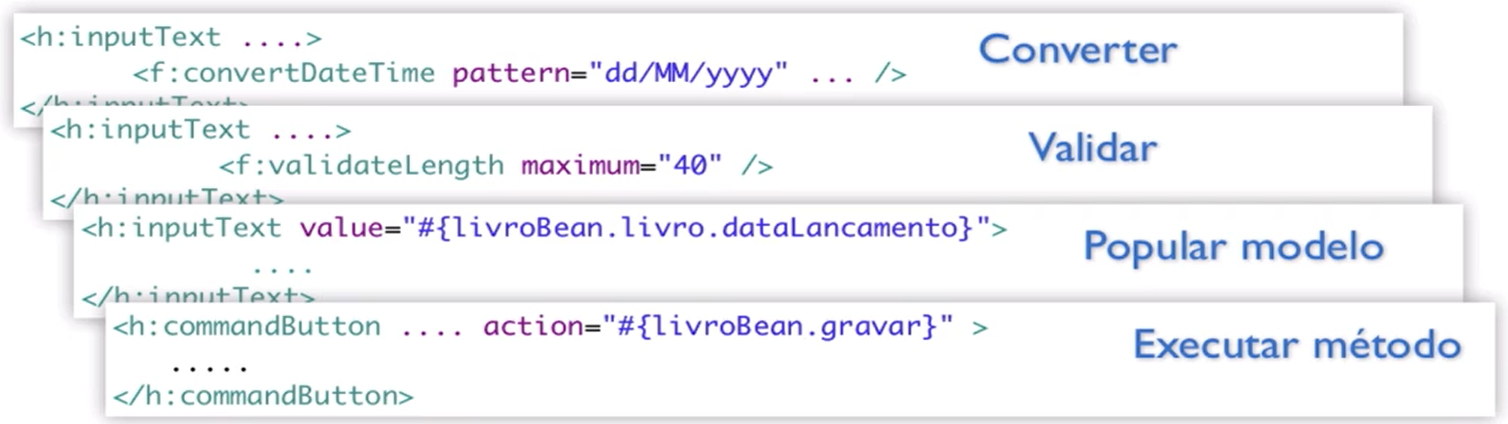 <h:inputText ....>
Converter
<f:convertDateTime pattern="dd/MM/yyyy" ... />
</h:inputText>
<h:inputText ....>
Validar
<f:validateLength maximum="40" />
</h:inputText>
<h:inputText value="#{livroBean.livro.dataLancamento}">
Popular modelo
....
</h:inputText>
<h:commandButton .... action="#{livroBean.gravar}" >
Executar método
.....
</h:commandButton>